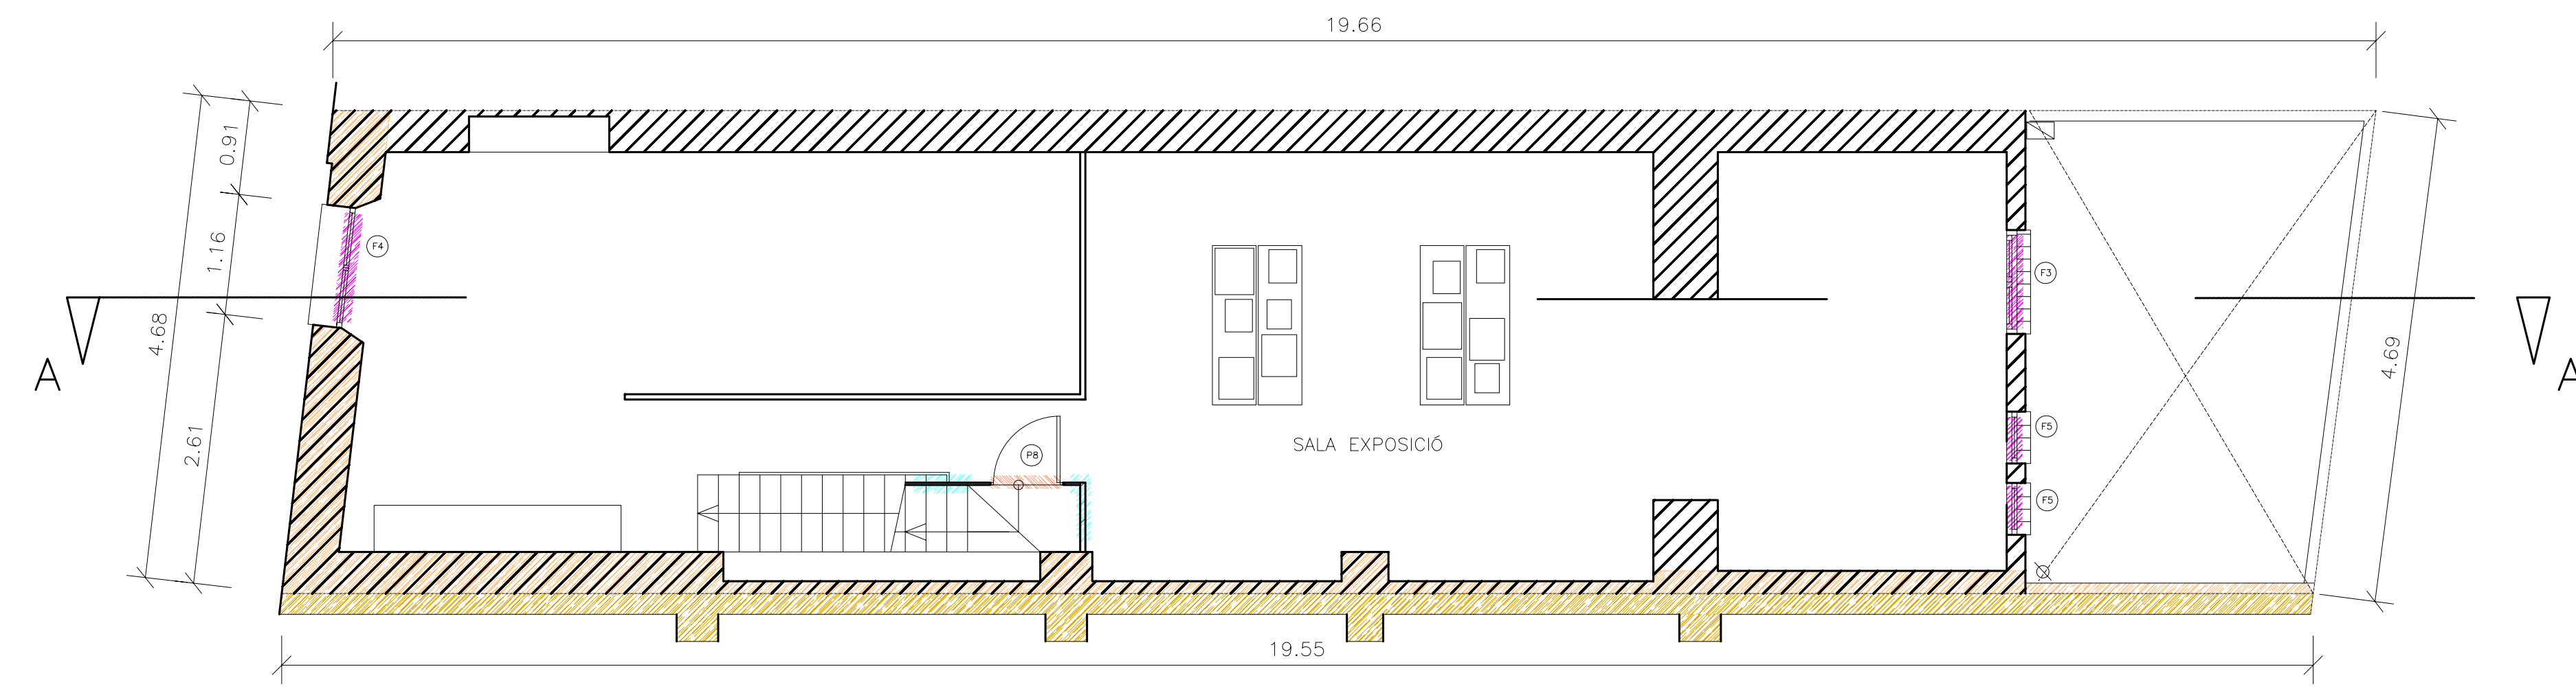 19.66
0.91
1.16
F4
4.68
2.61
A
F3
A
4.69
F5
SALA EXPOSICIÓ
P8
F5
19.55